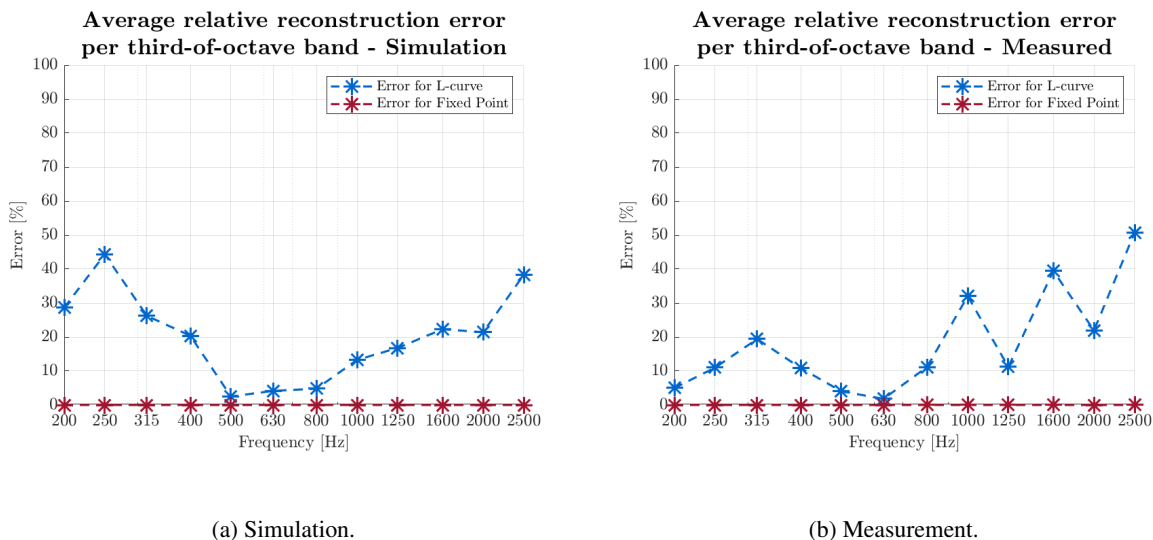 Average relative reconstruction error
per third-of-octave band - Simulation
100
90
80
70
60
50
40
30
20
10
0
Error [%]
Error for L-curve
Error for Fixed Point
200 250 315 400 500 630 800 1000 1250 1600 2000 2500
Frequency [Hz]
(a) Simulation.
Average relative reconstruction error
per third-of-octave band - Measured
100
90
80
70
60
50
40
30
20
10
0
Error [%]
Error for L-curve
Error for Fixed Point
200 250 315 400 500 630 800 1000 1250 1600 2000 2500
Frequency [Hz]
(b) Measurement.